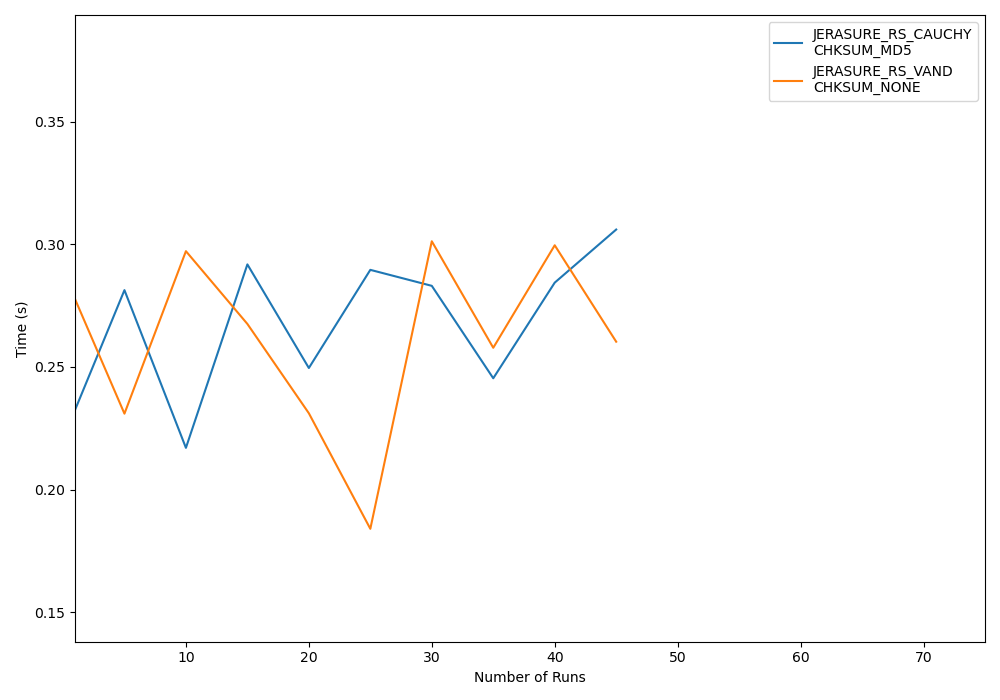 JERASURE_RS_CAUCHY
CHKSUM_MD5
JERASURE_RS_VAND
CHKSUM_NONE
0.35
0.30
0.25
0.20
0.15
Time (s)
10 20 30 40 50 60 70
Number of Runs